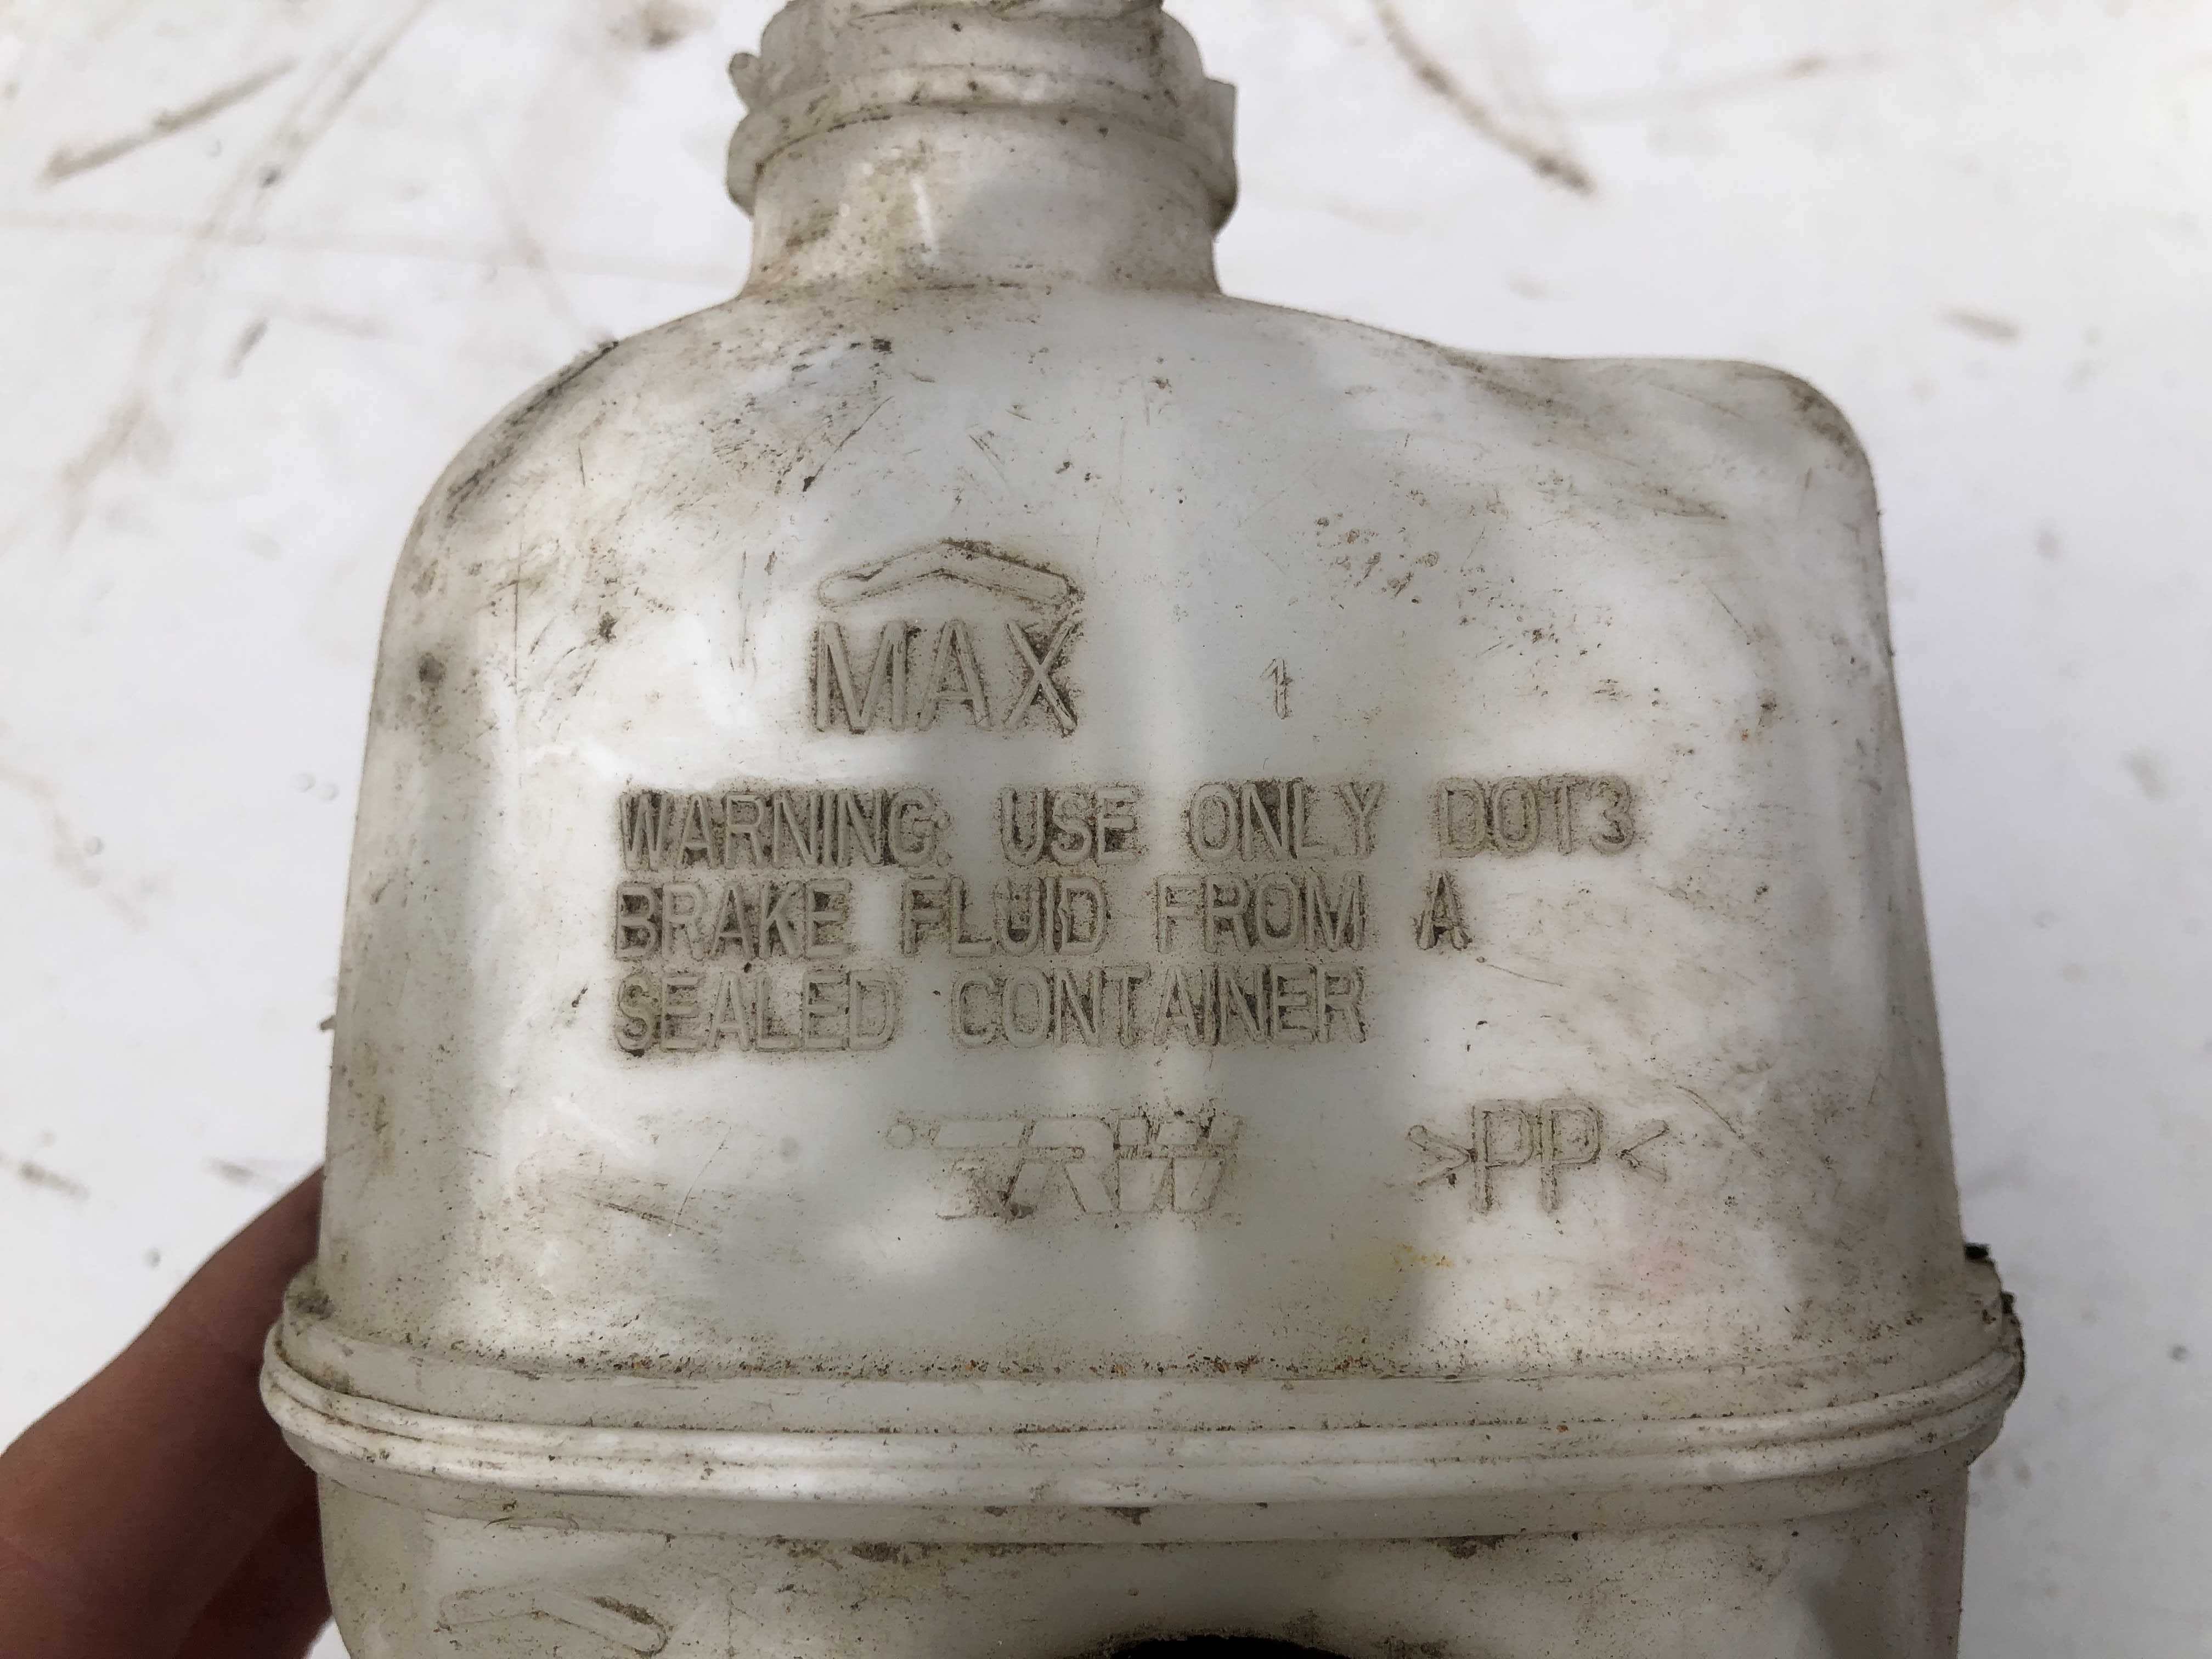 MAX
1
WARNING: USE ONLY DOT3
BRAKE FLUID FROM A
SEALED CONTAINER
TRW
>PP<